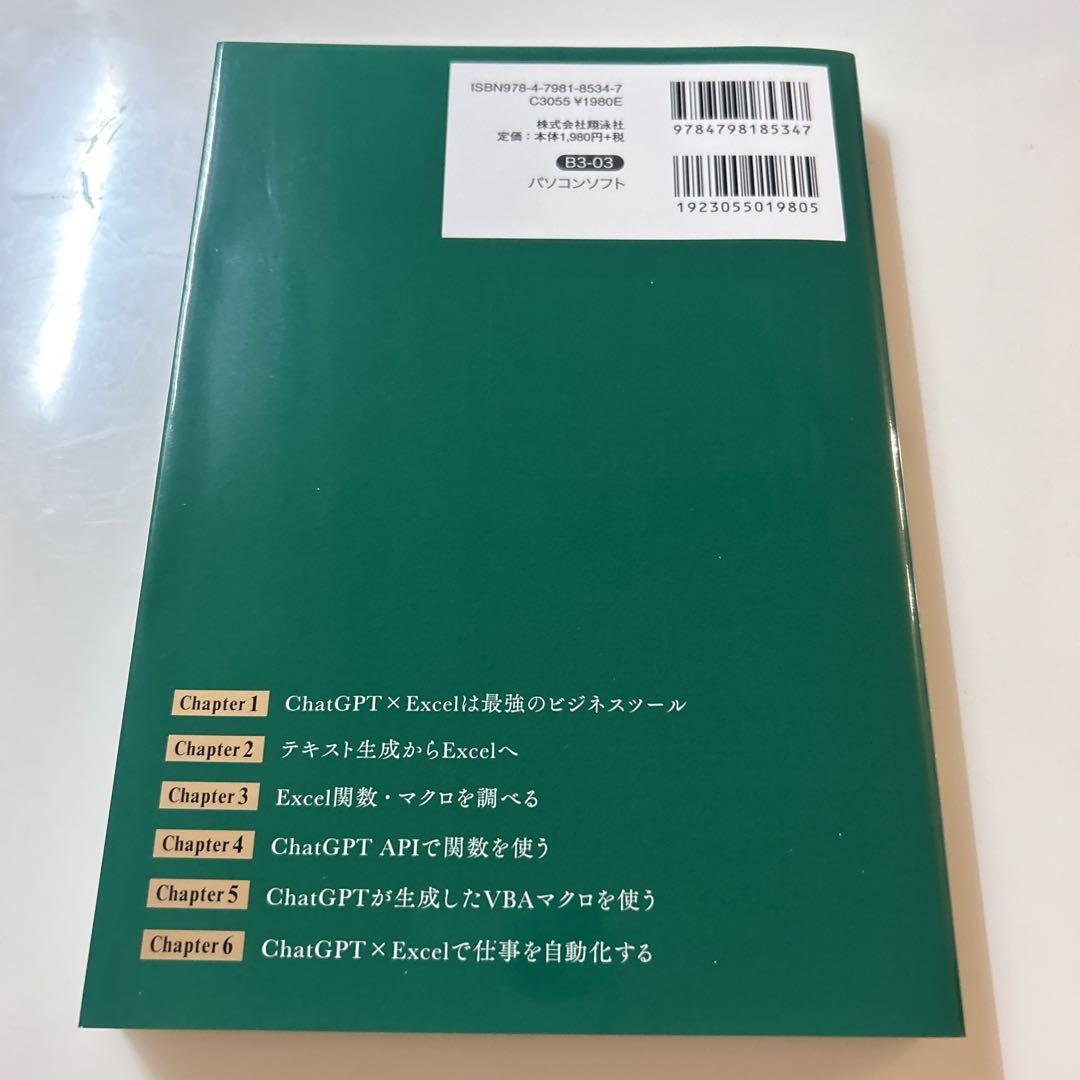 ISBN978-4-7981-8534-7
C3055 ¥1980E
株式会社翔泳社
定価：本体1,980円+税
B3-03
パソコンソフト
9784798185347
1923055019805
Chapter 1 ChatGPT×Excelは最強のビジネスツール
Chapter 2 テキスト生成からExcelへ
Chapter 3 Excel関数・マクロを調べる
Chapter 4 ChatGPT APIで関数を使う
Chapter 5 ChatGPTが生成したVBAマクロを使う
Chapter 6 ChatGPT×Excelで仕事を自動化する